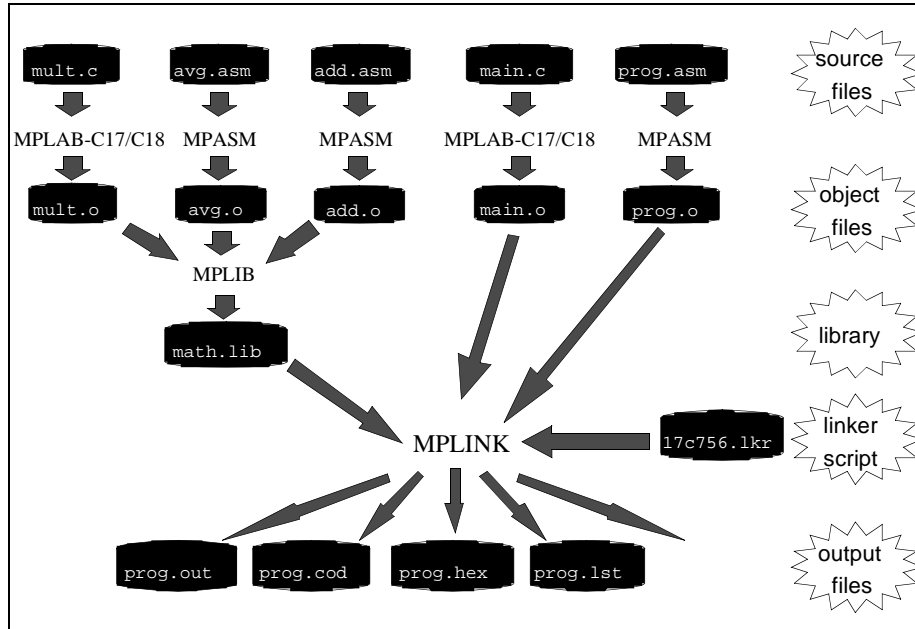 mult.c avg.asm add.asm main.c prog.asm
source
files
MPLAB-C17/C18 MPASM MPASM MPLAB-C17/C18 MPASM
mult.o avg.o add.o main.o prog.o
object
files
MPLIB
math.lib
library
MPLINK
17c756.lkr
linker
script
prog.out prog.cod prog.hex prog.lst
output
files